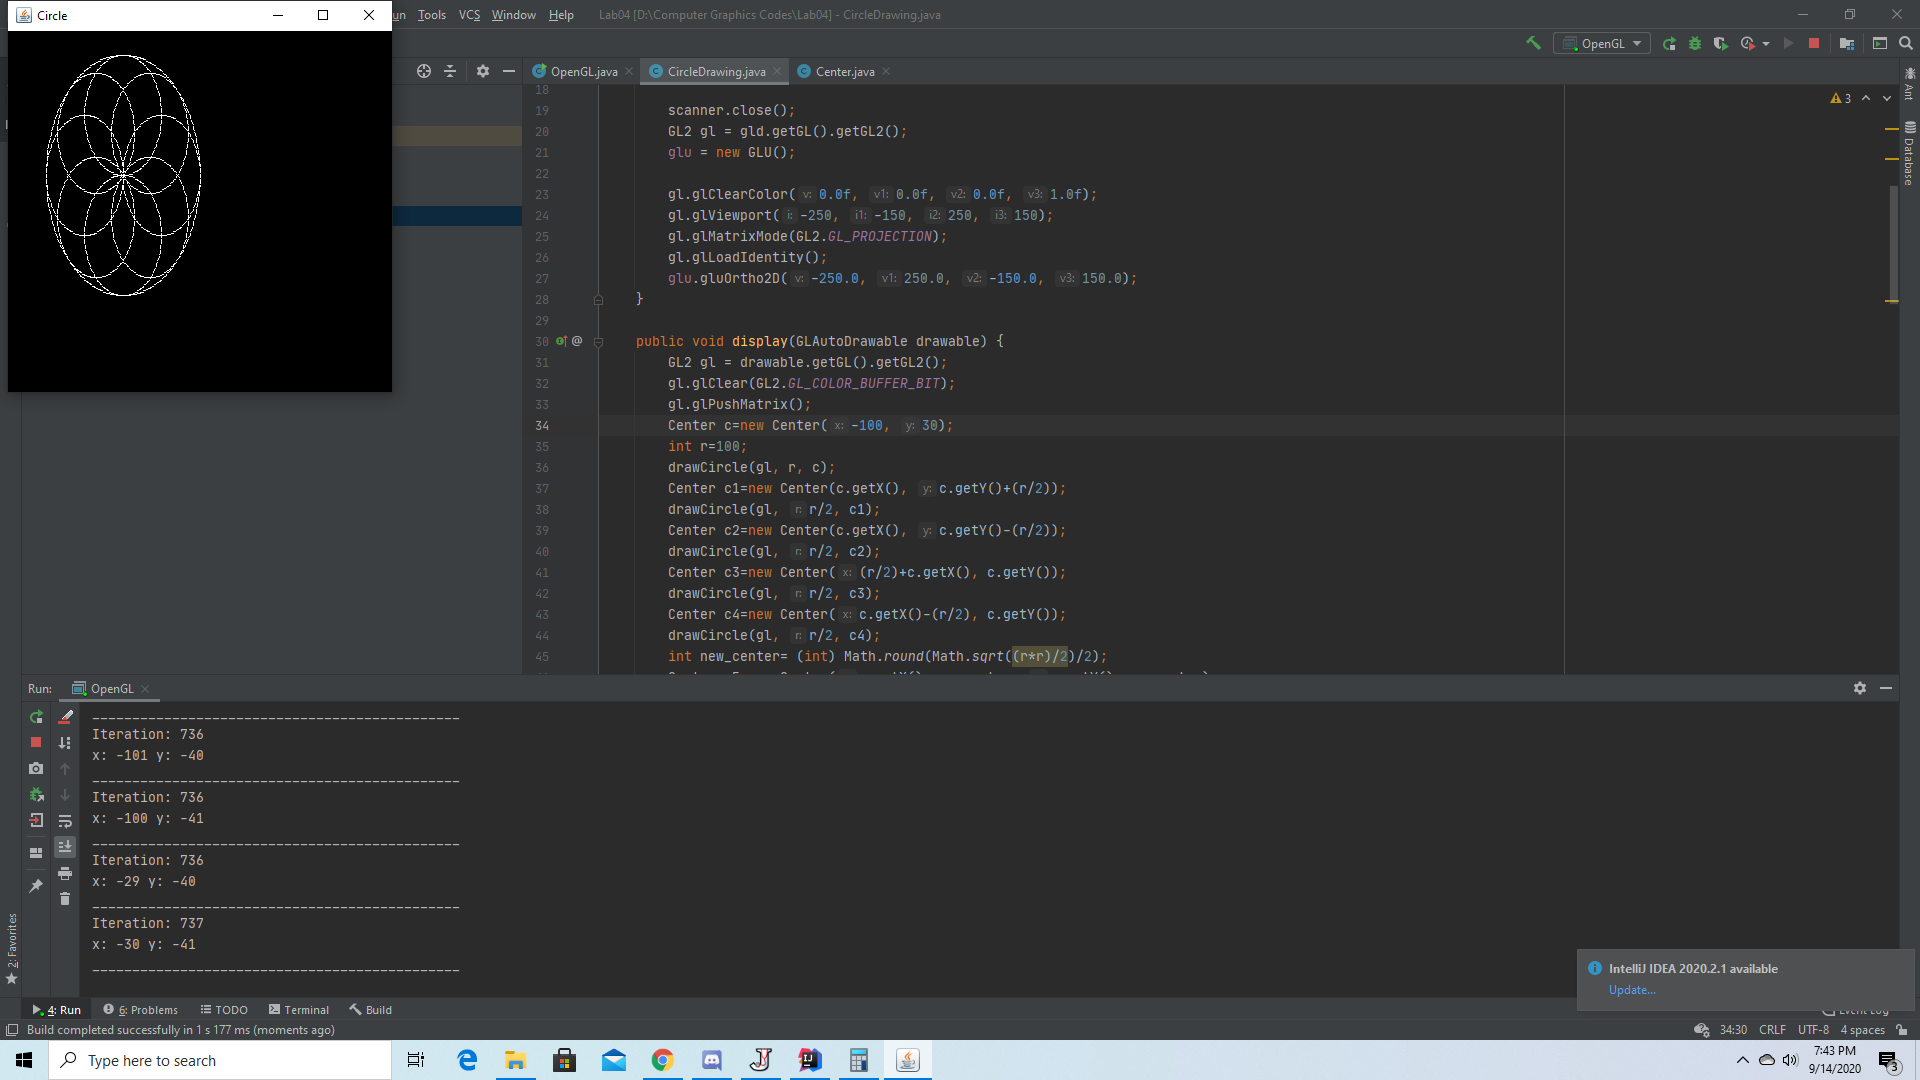 Circle
un Tools VCS Window Help Lab04 [D:\Computer Graphics Codes\Lab04] - CircleDrawing.java
OpenGL
OpenGL.java CircleDrawing.java Center.java
3
18
19 scanner.close();
20 GL2 gl = gld.getGL().getGL2();
21 glu = new GLU();
22
23 gl.glClearColor( v: 0.0f, v1: 0.0f, v2: 0.0f, v3: 1.0f);
24 gl.glViewport( i: -250, i1: -150, i2: 250, i3: 150);
25 gl.glMatrixMode(GL2.GL_PROJECTION);
26 gl.glLoadIdentity();
27 glu.gluOrtho2D( v: -250.0, v1: 250.0, v2: -150.0, v3: 150.0);
28 }
29
30 @ public void display(GLAutoDrawable drawable) {
31 GL2 gl = drawable.getGL().getGL2();
32 gl.glClear(GL2.GL_COLOR_BUFFER_BIT);
33 gl.glPushMatrix();
34 Center c=new Center( x: -100, y: 30);
35 int r=100;
36 drawCircle(gl, r, c);
37 Center c1=new Center(c.getX(), y: c.getY()+(r/2));
38 drawCircle(gl, r: r/2, c1);
39 Center c2=new Center(c.getX(), y: c.getY()-(r/2));
40 drawCircle(gl, r: r/2, c2);
41 Center c3=new Center( x: (r/2)+c.getX(), c.getY());
42 drawCircle(gl, r: r/2, c3);
43 Center c4=new Center( x: c.getX()-(r/2), c.getY());
44 drawCircle(gl, r: r/2, c4);
45 int new_center= (int) Math.round(Math.sqrt((r*r)/2)/2);
Ant
Database
Run: OpenGL
----------------------------------------------
Iteration: 736
x: -101 y: -40
----------------------------------------------
Iteration: 736
x: -100 y: -41
----------------------------------------------
Iteration: 736
x: -29 y: -40
----------------------------------------------
Iteration: 737
x: -30 y: -41
----------------------------------------------
2: Favorites
IntelliJ IDEA 2020.2.1 available
Update...
4: Run 6: Problems TODO Terminal Build Event Log
Build completed successfully in 1 s 177 ms (moments ago) 34:30 CRLF UTF-8 4 spaces
Type here to search
7:43 PM
9/14/2020
3